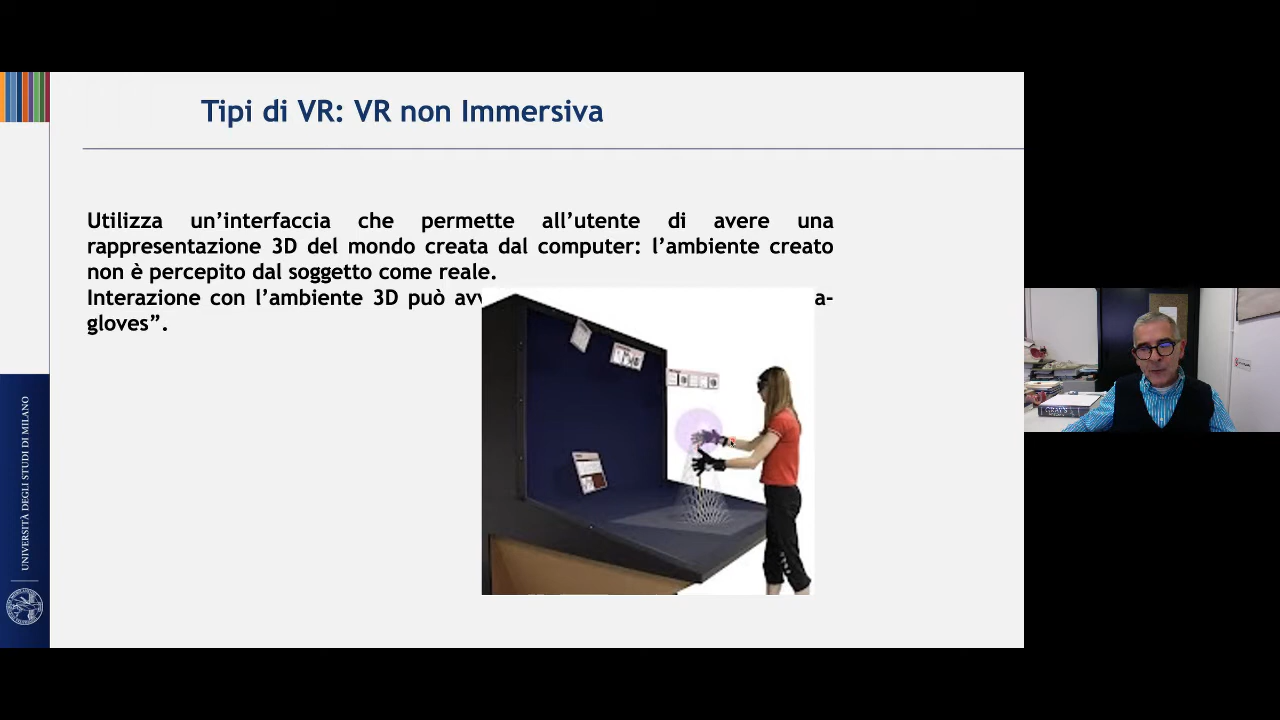 Tipi di VR: VR non Immersiva
Utilizza un'interfaccia che permette all'utente di avere una
rappresentazione 3D del mondo creata dal computer: l'ambiente creato
non è percepito dal soggetto come reale.
Interazione con l'ambiente 3D può avv a-
gloves”.
UNIVERSITÀ DEGLI STUDI DI MILANO